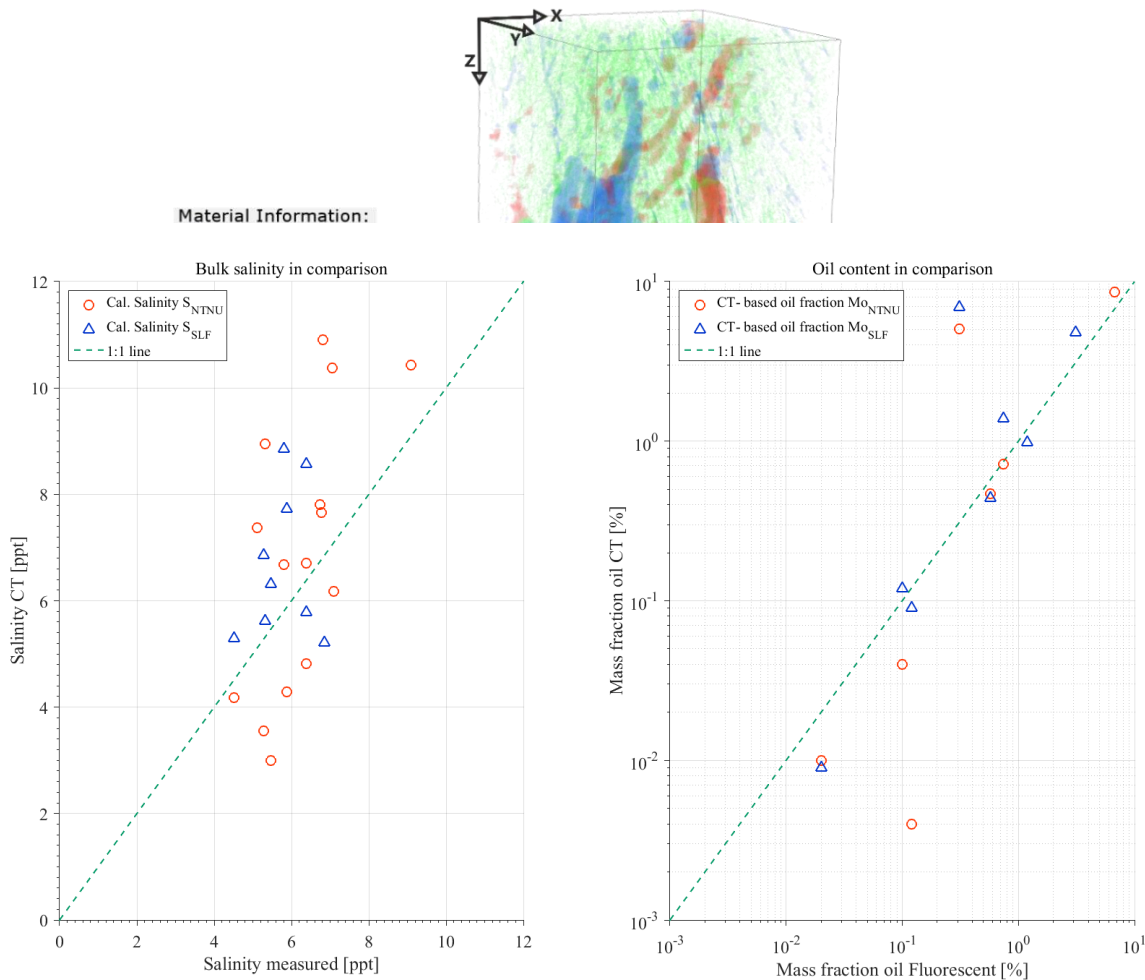 X
Y
Z
Material Information:
Bulk salinity in comparison
Cal. Salinity S_NTNU
Cal. Salinity S_SLF
1:1 line
12
10
8
6
4
2
0
Salinity CT [ppt]
0 2 4 6 8 10 12
Salinity measured [ppt]
Oil content in comparison
CT- based oil fraction Mo_NTNU
CT- based oil fraction Mo_SLF
1:1 line
10^1
10^0
10^-1
10^-2
10^-3
Mass fraction oil CT [%]
10^-3 10^-2 10^-1 10^0 10^1
Mass fraction oil Fluorescent [%]